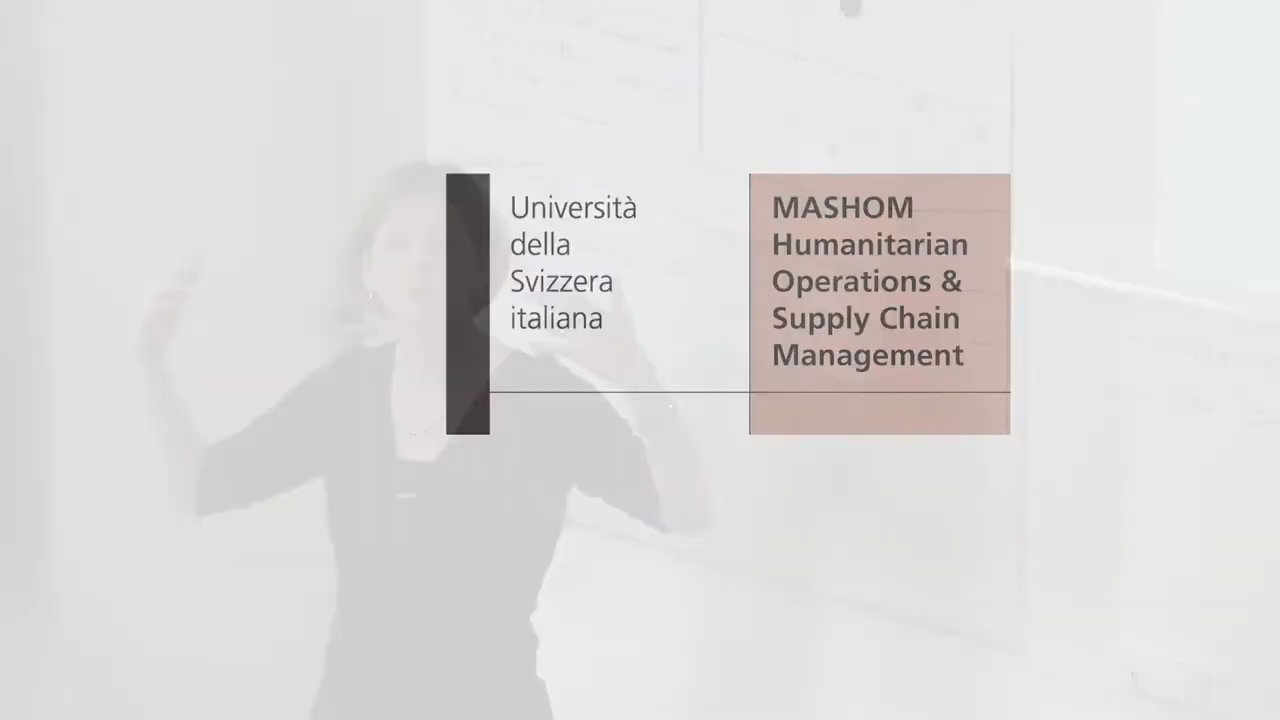 Università
della
Svizzera
italiana
MASHOM
Humanitarian
Operations &
Supply Chain
Management